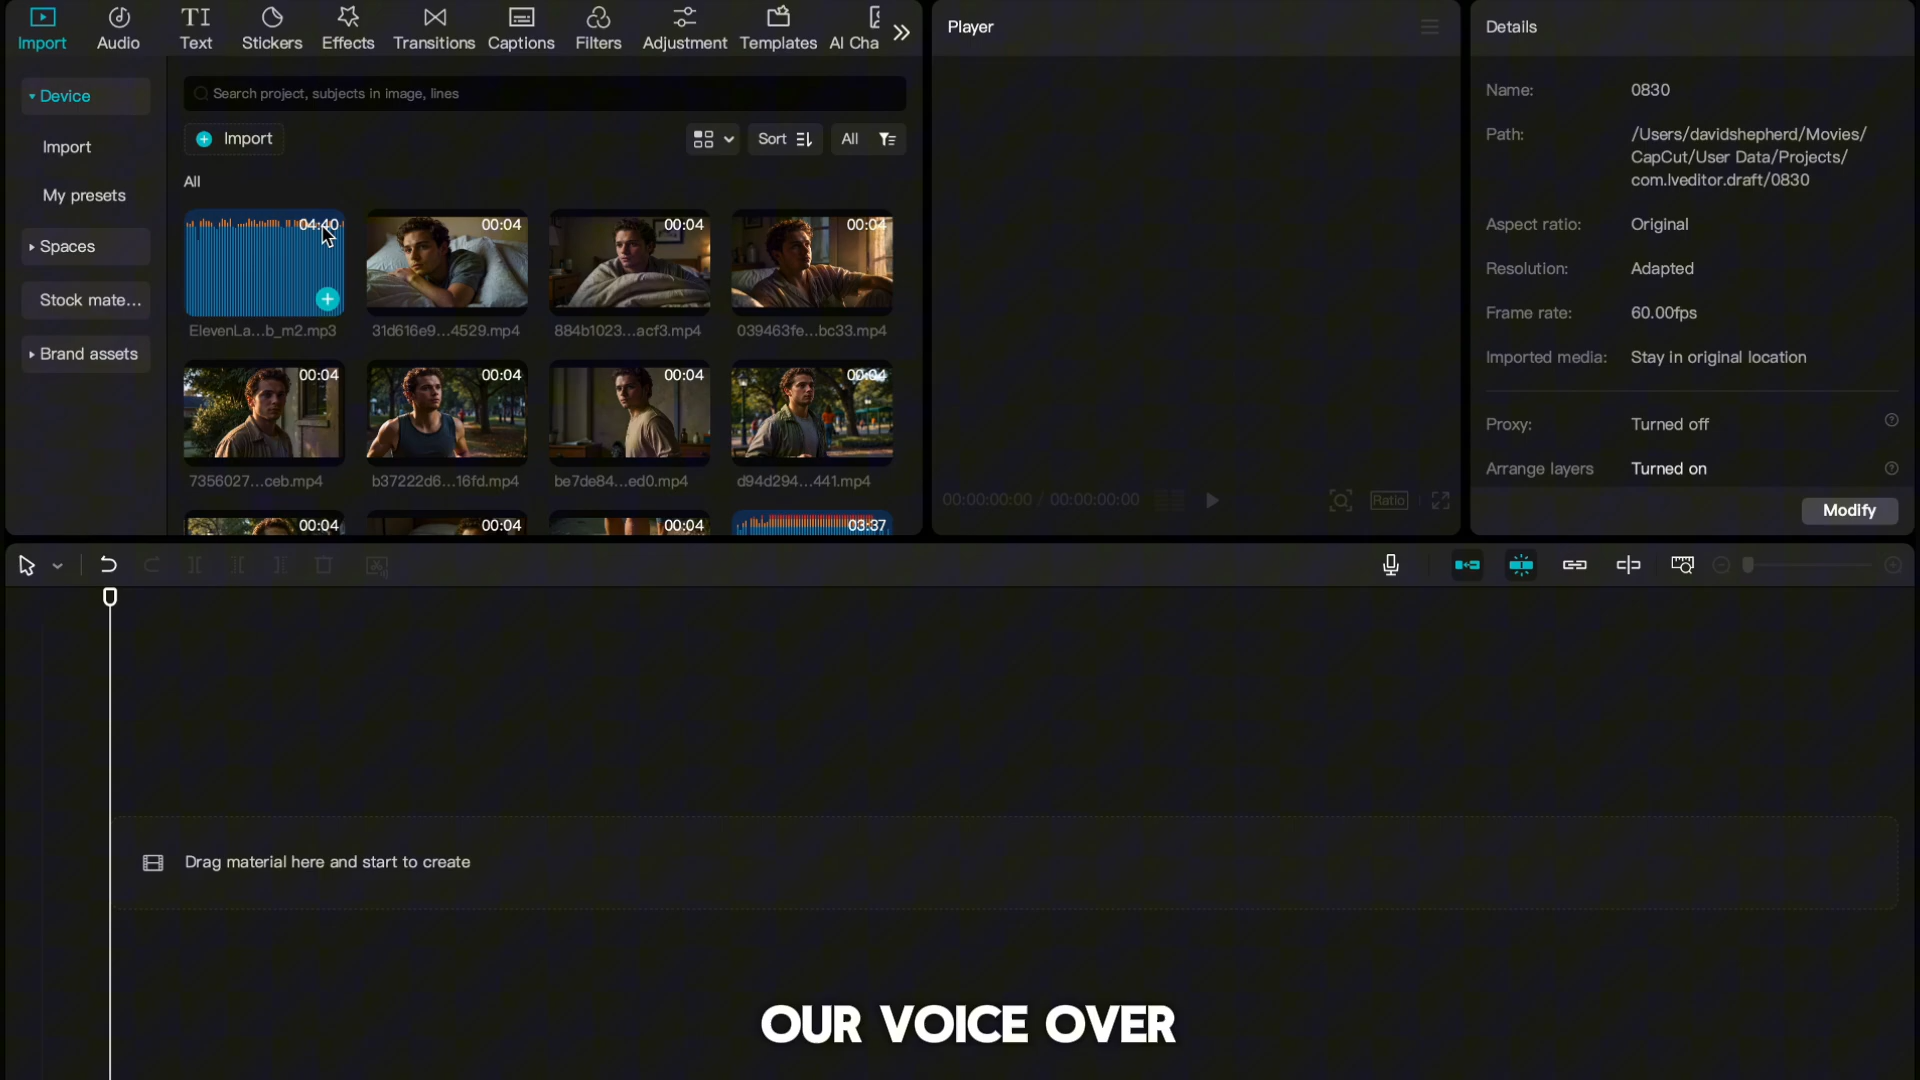 Import
Audio
Text
Stickers
Effects
Transitions
Captions
Filters
Adjustment
Templates
AI Cha
Device
Import
My presets
Spaces
Stock mate...
Brand assets
Search project, subjects in image, lines
Import
Sort
All
All
04:40
00:04
00:04
00:04
ElevenLa...b_m2.mp3
31d616e9...4529.mp4
884b1023...acf3.mp4
039463fe...bc33.mp4
00:04
00:04
00:04
00:04
7356027...ceb.mp4
b37222d6...16fd.mp4
be7de84...ed0.mp4
d94d294...441.mp4
00:04
00:04
00:04
03:37
Player
00:00:00:00 / 00:00:00:00
Ratio
Details
Name: 0830
Path: /Users/davidshepherd/Movies/
CapCut/User Data/Projects/
com.lveditor.draft/0830
Aspect ratio: Original
Resolution: Adapted
Frame rate: 60.00fps
Imported media: Stay in original location
Proxy: Turned off
Arrange layers Turned on
Modify
Drag material here and start to create
OUR VOICE OVER